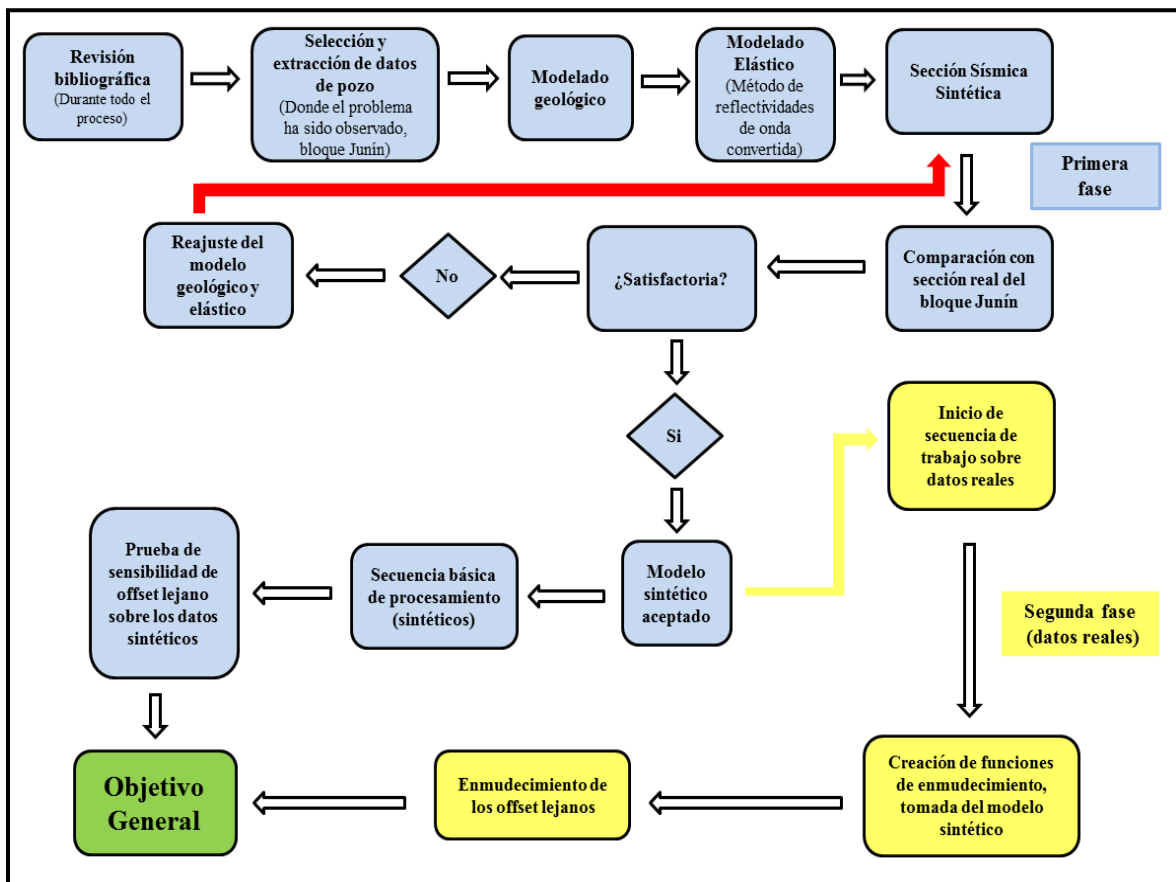 Revisión
bibliográfica
(Durante todo el
proceso)
Selección y
extracción de datos
de pozo
(Donde el problema
ha sido observado,
bloque Junín)
Modelado
geológico
Modelado
Elástico
(Método de
reflectividades
de onda
convertida)
Sección Sísmica
Sintética
Primera
fase
Reajuste del
modelo
geológico y
elástico
No
¿Satisfactoria?
Comparación con
sección real del
bloque Junín
Si
Inicio de
secuencia de
trabajo sobre
datos reales
Prueba de
sensibilidad de
offset lejano
sobre los datos
sintéticos
Secuencia básica
de procesamiento
(sintéticos)
Modelo
sintético
aceptado
Segunda fase
(datos reales)
Objetivo
General
Enmudecimiento de
los offset lejanos
Creación de funciones
de enmudecimiento,
tomada del modelo
sintético